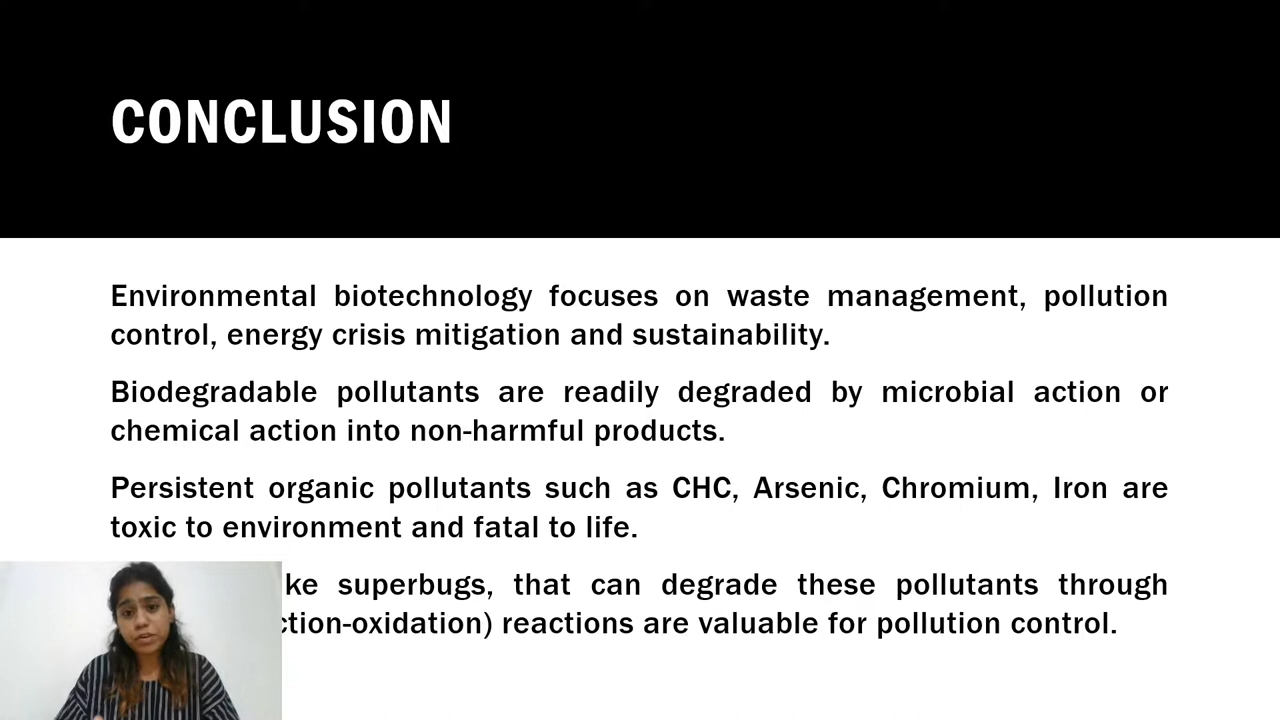 CONCLUSION
Environmental biotechnology focuses on waste management, pollution
control, energy crisis mitigation and sustainability.
Biodegradable pollutants are readily degraded by microbial action or
chemical action into non-harmful products.
Persistent organic pollutants such as CHC, Arsenic, Chromium, Iron are
toxic to environment and fatal to life.
superbugs, that can degrade these pollutants through
reactions are valuable for pollution control.